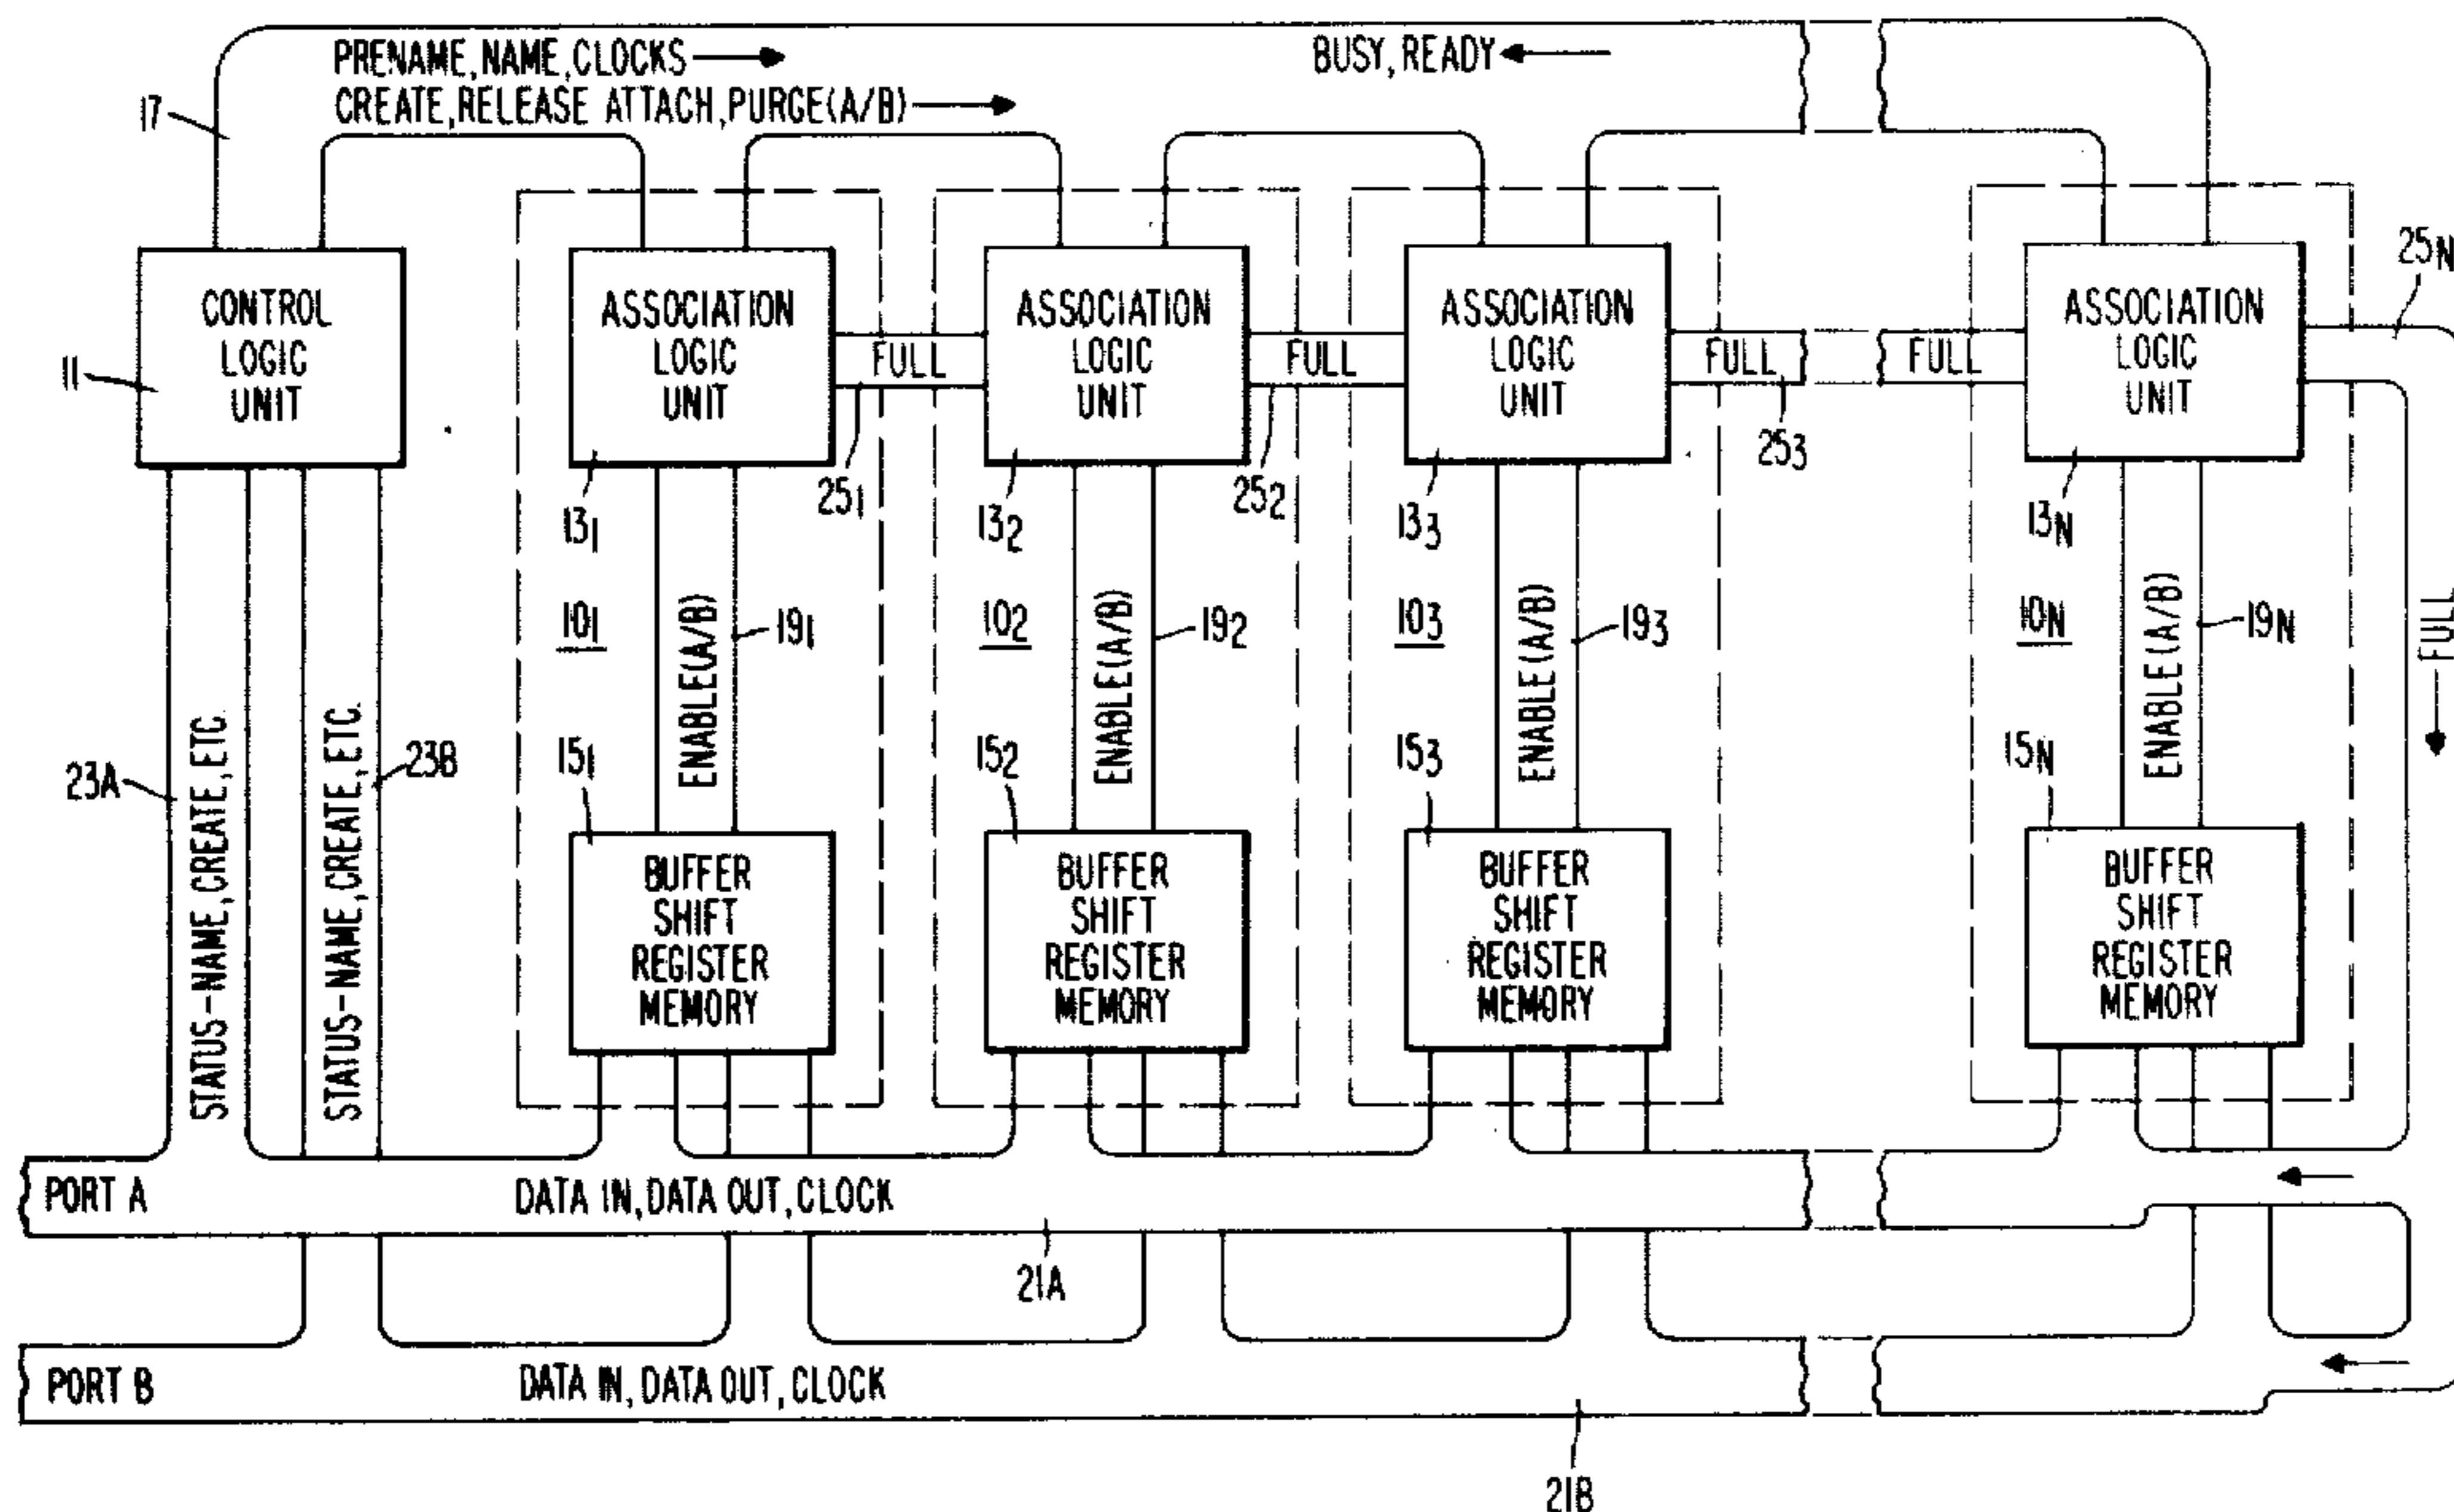 PRENAME, NAME, CLOCKS
BUSY, READY
CREATE, RELEASE ATTACH, PURGE(A/B)
17
25N
CONTROL
LOGIC
UNIT
11
ASSOCIATION
LOGIC
UNIT
FULL
ASSOCIATION
LOGIC
UNIT
FULL
ASSOCIATION
LOGIC
UNIT
FULL
FULL
ASSOCIATION
LOGIC
UNIT
131
251
132
252
133
253
13N
101
ENABLE(A/B)
191
102
ENABLE(A/B)
192
103
ENABLE(A/B)
193
10N
ENABLE(A/B)
19N
FULL
23A
STATUS-NAME, CREATE, ETC.
STATUS-NAME, CREATE, ETC.
23B
151
152
153
15N
BUFFER
SHIFT
REGISTER
MEMORY
BUFFER
SHIFT
REGISTER
MEMORY
BUFFER
SHIFT
REGISTER
MEMORY
BUFFER
SHIFT
REGISTER
MEMORY
PORT A
DATA IN, DATA OUT, CLOCK
21A
PORT B
DATA IN, DATA OUT, CLOCK
21B